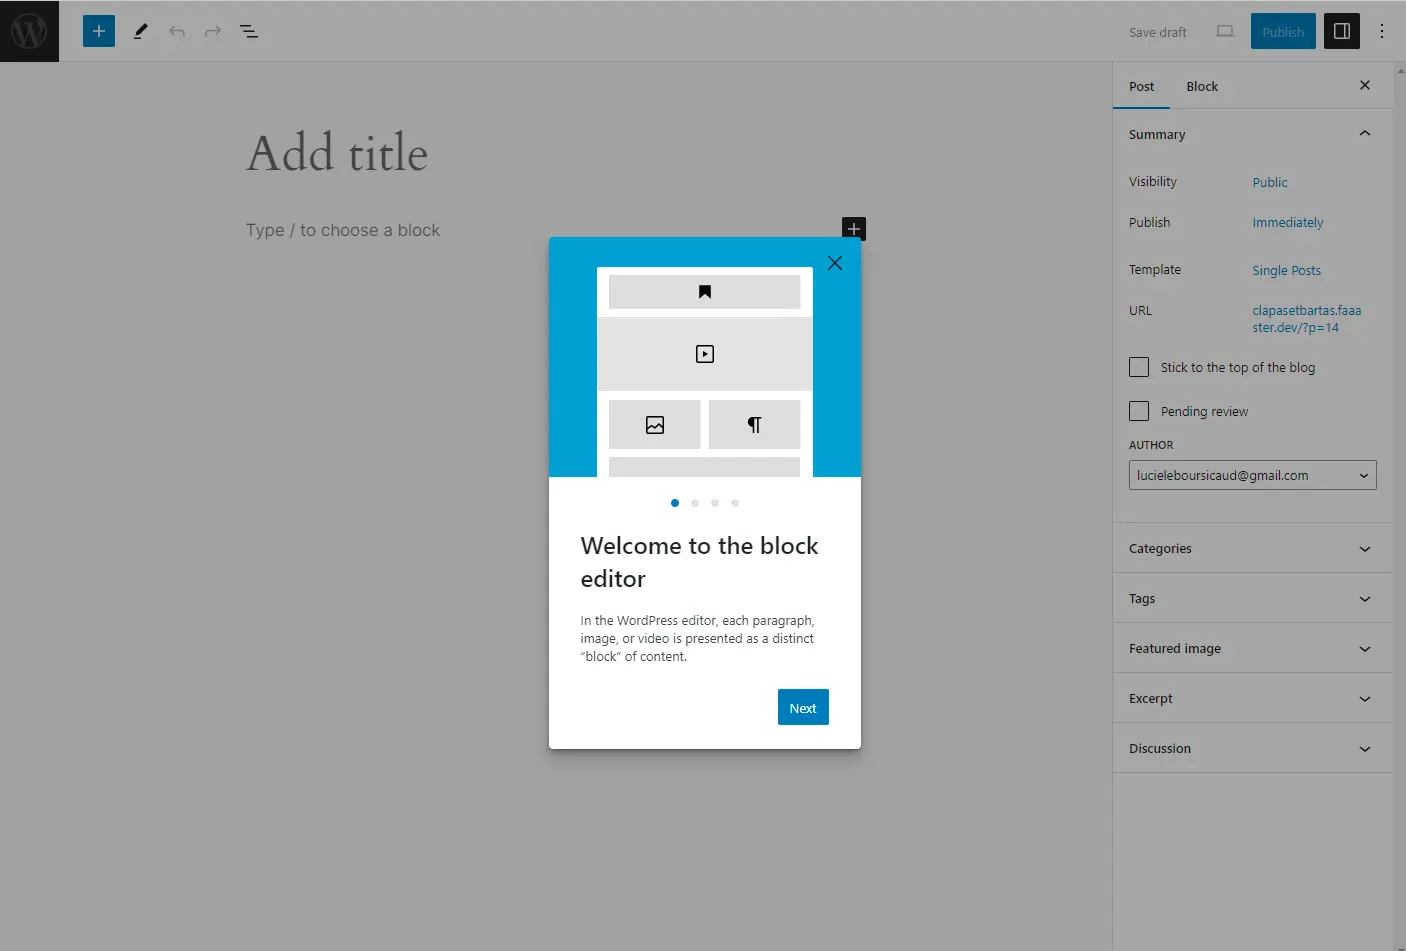 Save draft
Publish
Post Block
Summary
Visibility Public
Publish Immediately
Template Single Posts
URL clapasetbartas.faaa
ster.dev/?p=14
Stick to the top of the blog
Pending review
AUTHOR
lucieleboursicaud@gmail.com
Categories
Tags
Featured image
Excerpt
Discussion
Add title
Type / to choose a block
Welcome to the block
editor
In the WordPress editor, each paragraph,
image, or video is presented as a distinct
“block” of content.
Next